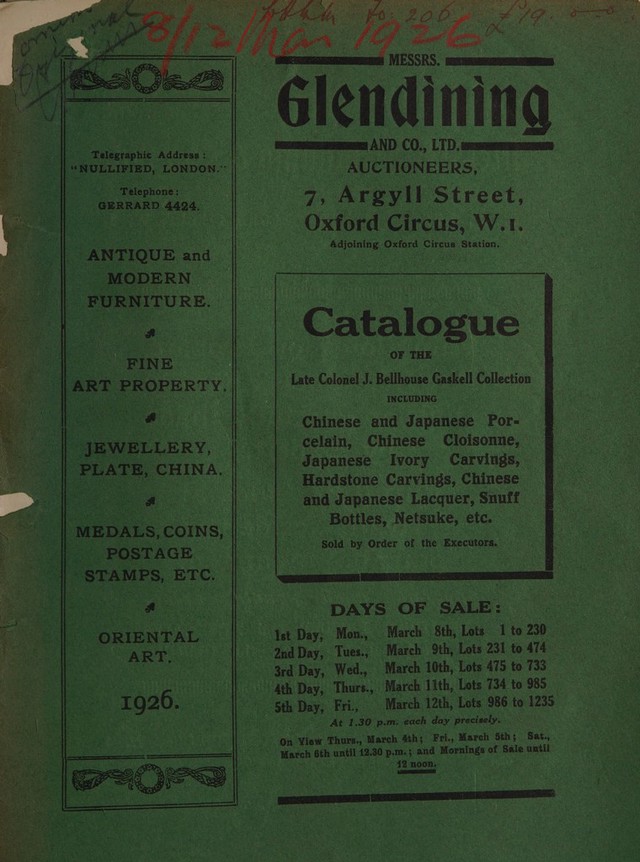 8/12 Mar 1926
206 £19
MESSRS.
Glendining
AND CO., LTD.
AUCTIONEERS,
7, Argyll Street,
Oxford Circus, W.1.
Adjoining Oxford Circus Station.
Telegraphic Address:
"NULLIFIED, LONDON."
Telephone:
GERRARD 4424.
ANTIQUE and
MODERN
FURNITURE.
FINE
ART PROPERTY.
JEWELLERY,
PLATE, CHINA.
MEDALS, COINS,
POSTAGE
STAMPS, ETC.
ORIENTAL
ART.
1926.
Catalogue
OF THE
Late Colonel J. Bellhouse Gaskell Collection
INCLUDING
Chinese and Japanese Por-
celain, Chinese Cloisonne,
Japanese Ivory Carvings,
Hardstone Carvings, Chinese
and Japanese Lacquer, Snuff
Bottles, Netsuke, etc.
Sold by Order of the Executors.
DAYS OF SALE:
1st Day, Mon., March 8th, Lots 1 to 230
2nd Day, Tues., March 9th, Lots 231 to 474
3rd Day, Wed., March 10th, Lots 475 to 733
4th Day, Thurs., March 11th, Lots 734 to 985
5th Day, Fri., March 12th, Lots 986 to 1235
At 1.30 p.m. each day precisely.
On View Thurs., March 4th; Fri., March 5th; Sat.,
March 6th until 12.30 p.m.; and Mornings of Sale until
12 noon.